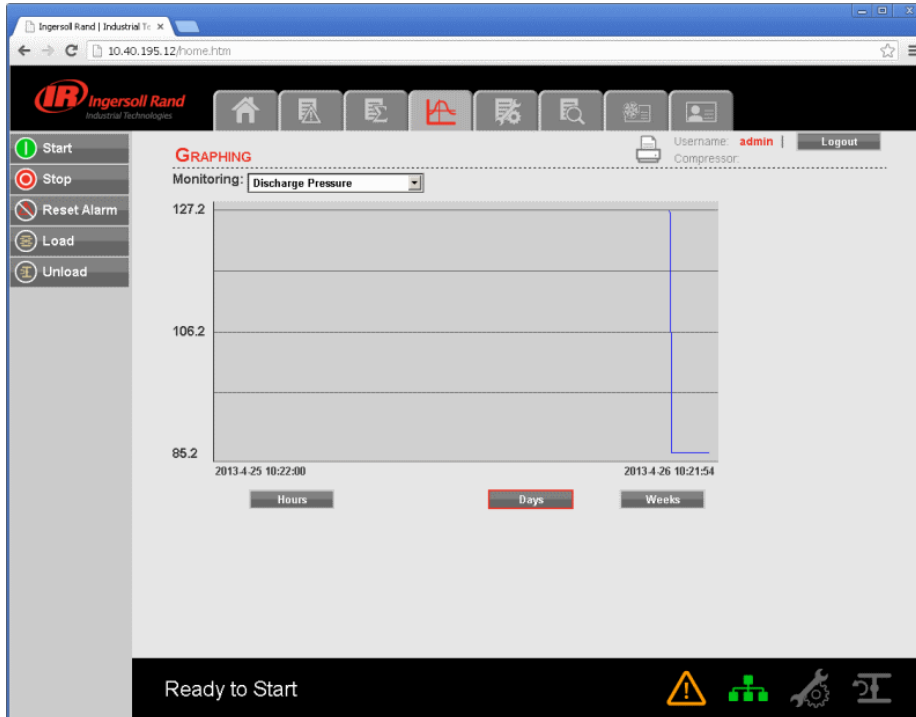 Ingersoll Rand | Industrial Te
10.40.195.12/home.htm
IR Ingersoll Rand
Industrial Technologies
Start
Stop
Reset Alarm
Load
Unload
Username: admin |
Logout
Compressor:
GRAPHING
Monitoring: Discharge Pressure
127.2
106.2
85.2
2013-4-25 10:22:00
2013-4-26 10:21:54
Hours
Days
Weeks
Ready to Start